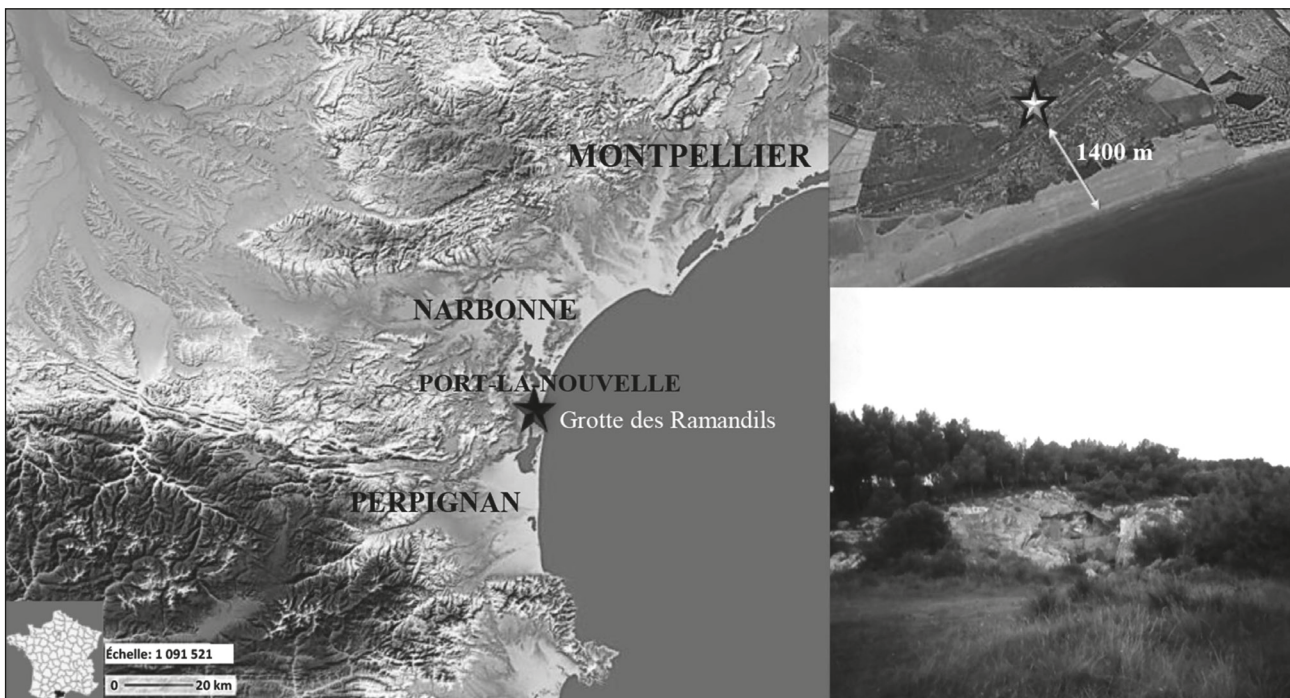 MONTPELLIER
NARBONNE
PORT-LA-NOUVELLE
Grotte des Ramandils
PERPIGNAN
Échelle: 1 091 521
0 20 km
1400 m